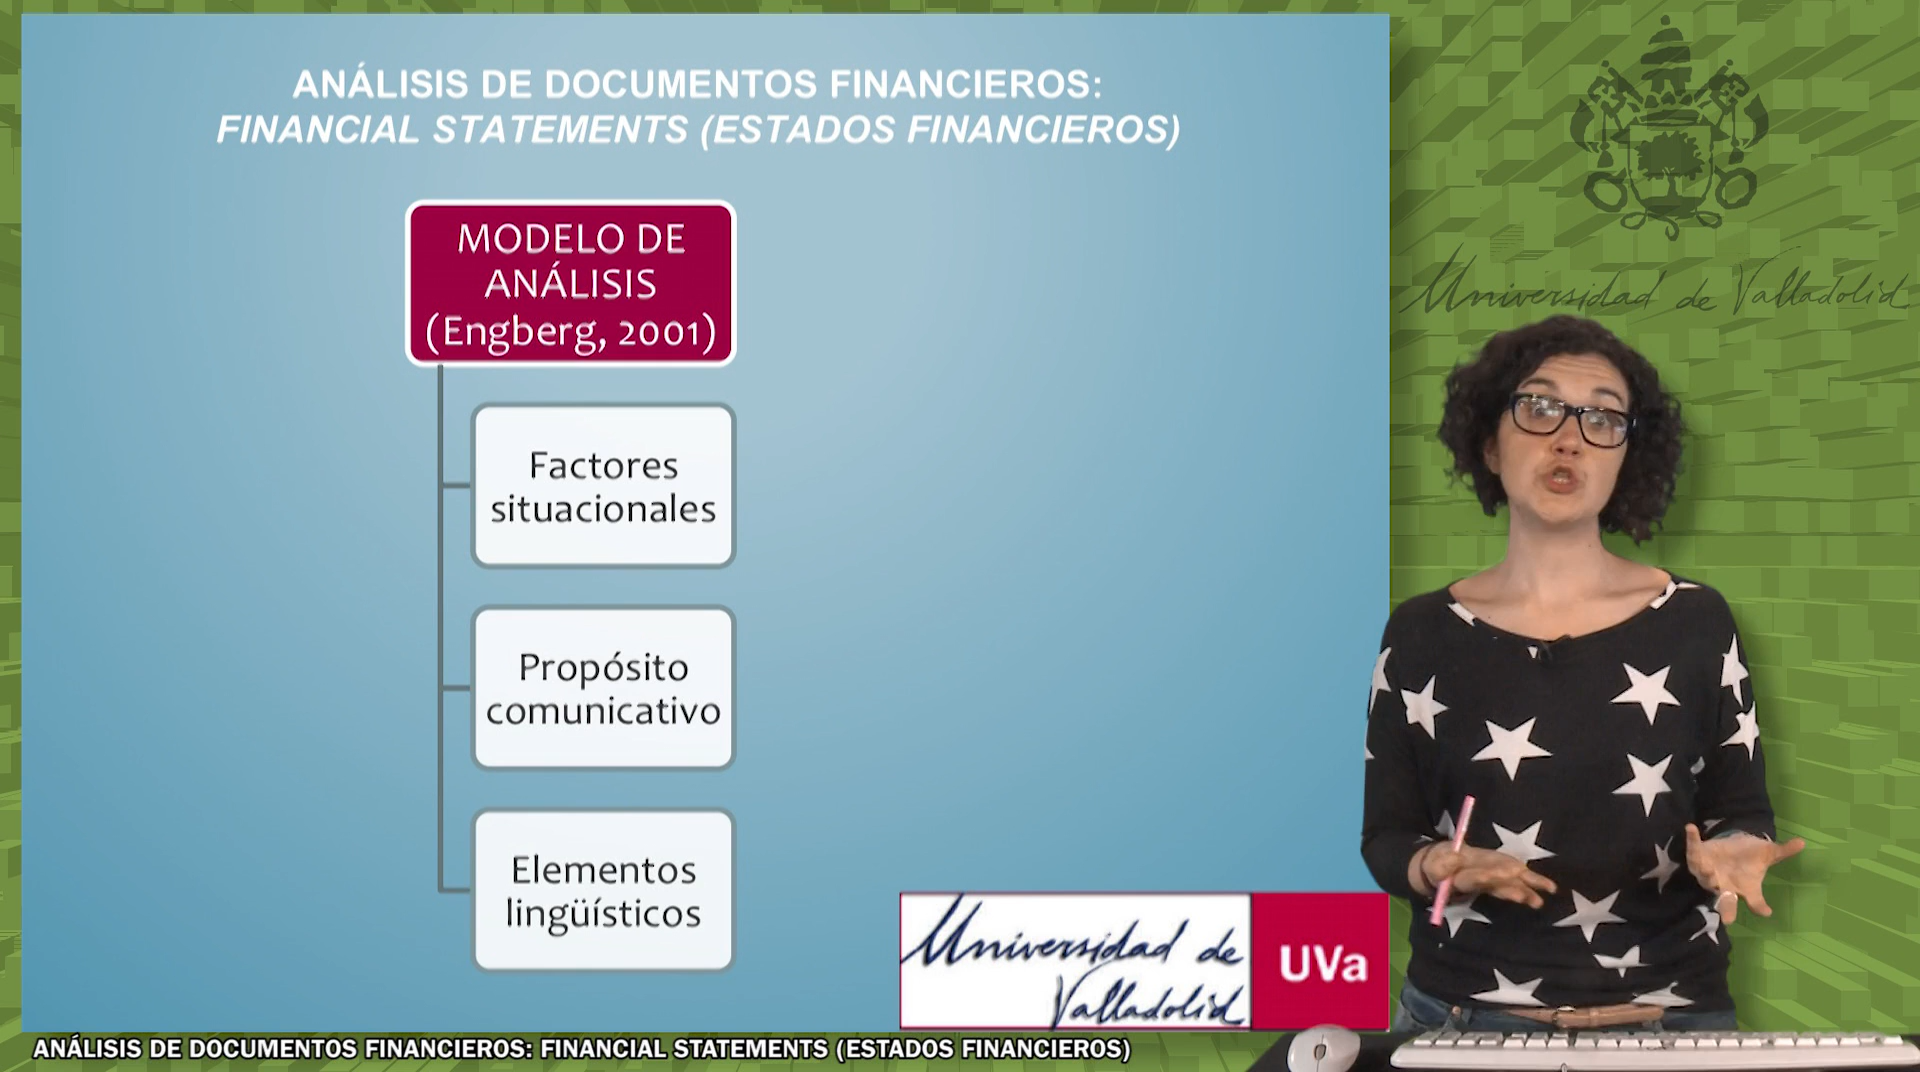 ANÁLISIS DE DOCUMENTOS FINANCIEROS:
FINANCIAL STATEMENTS (ESTADOS FINANCIEROS)
MODELO DE
ANÁLISIS
(Engberg, 2001)
Factores
situacionales
Propósito
comunicativo
Elementos
lingüísticos
Universidad de Valladolid
Universidad de
Valladolid
UVa
ANÁLISIS DE DOCUMENTOS FINANCIEROS: FINANCIAL STATEMENTS (ESTADOS FINANCIEROS)